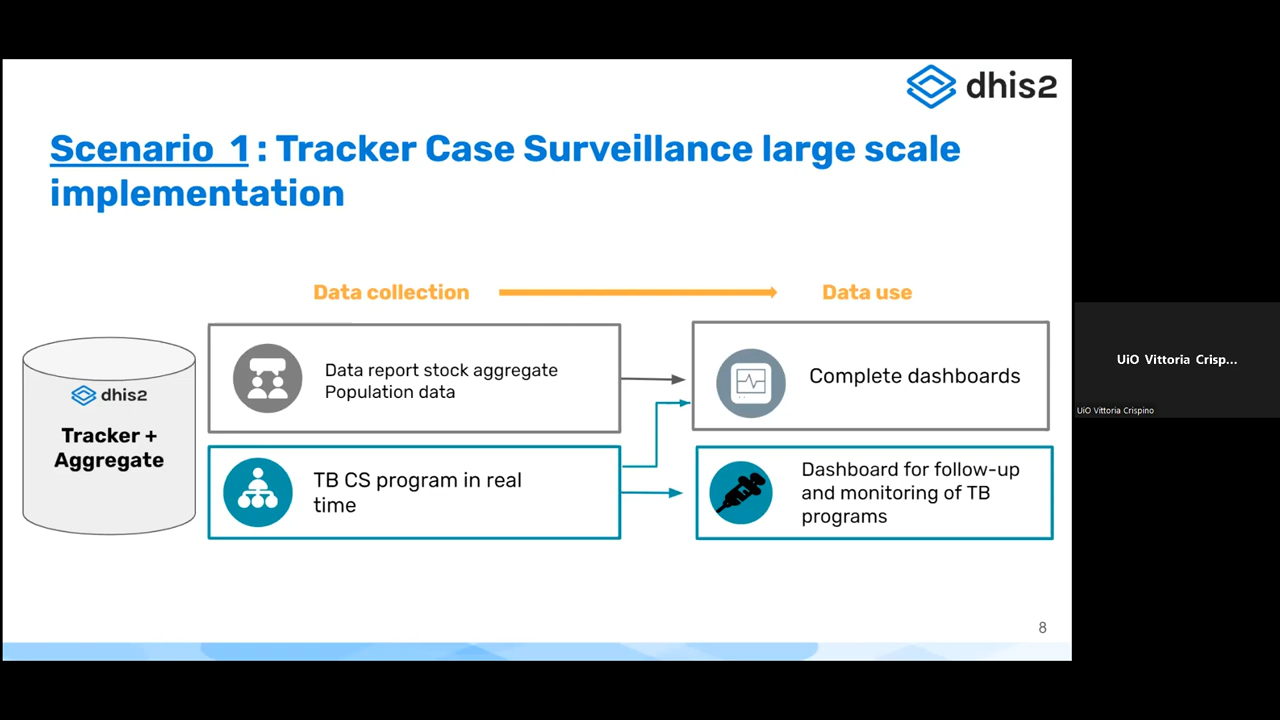 dhis2
Scenario 1: Tracker Case Surveillance large scale
implementation
Data collection
Data use
dhis2
Tracker +
Aggregate
Data report stock aggregate
Population data
Complete dashboards
TB CS program in real
time
Dashboard for follow-up
and monitoring of TB
programs
8
UiO Vittoria Crisp...
UiO Vittoria Crispino